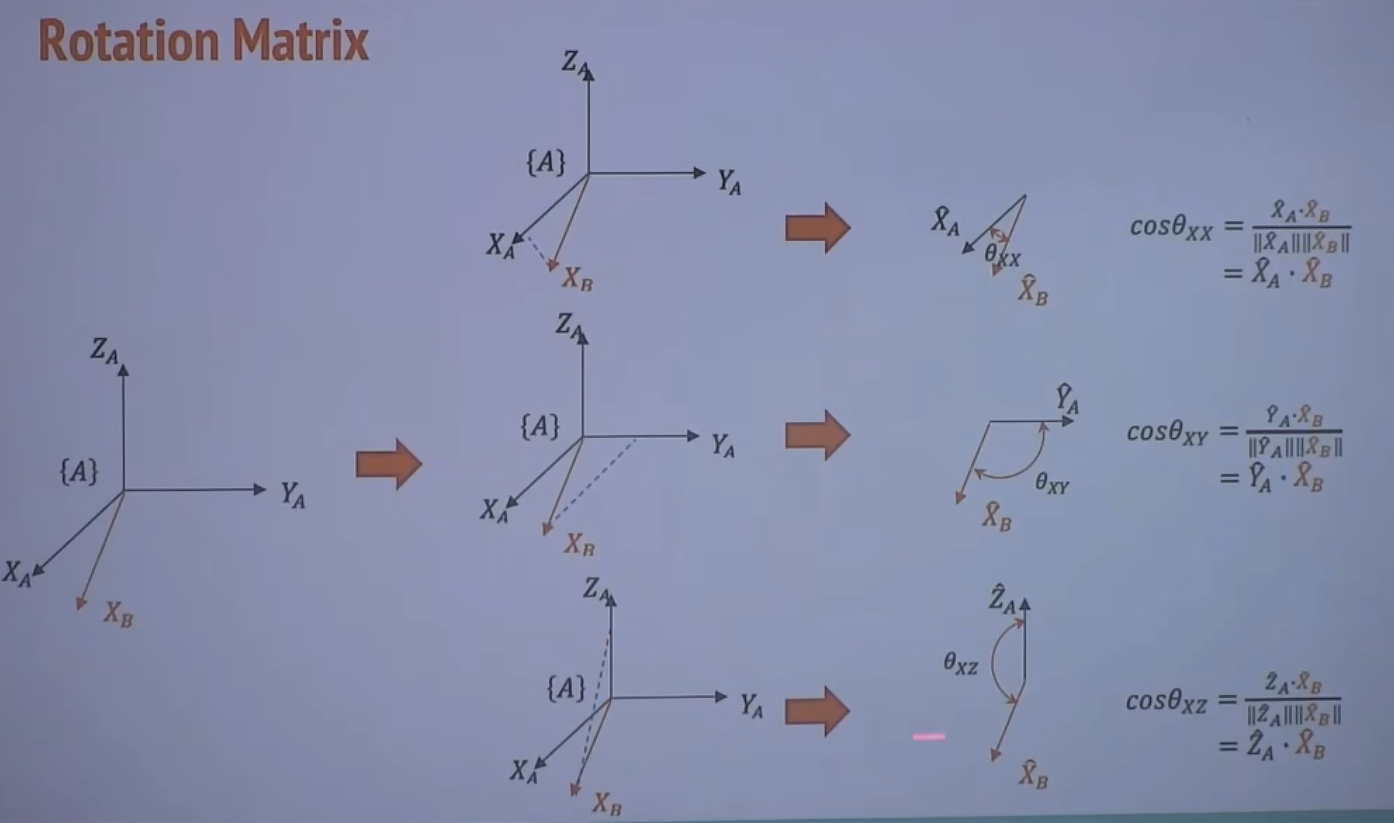 Rotation Matrix
Z_A
{A}
Y_A
X_A
X_B
Z_A
{A}
Y_A
X_A
X_B
X̂_A
θ_XX
X̂_B
cosθ_XX = X̂_A·X̂_B / ‖X̂_A‖‖X̂_B‖
= X̂_A · X̂_B
Z_A
{A}
Y_A
X_A
X_B
Ŷ_A
θ_XY
X̂_B
cosθ_XY = Ŷ_A·X̂_B / ‖Ŷ_A‖‖X̂_B‖
= Ŷ_A · X̂_B
Z_A
{A}
Y_A
X_A
X_B
Ẑ_A
θ_XZ
X̂_B
cosθ_XZ = Ẑ_A·X̂_B / ‖Ẑ_A‖‖X̂_B‖
= Ẑ_A · X̂_B